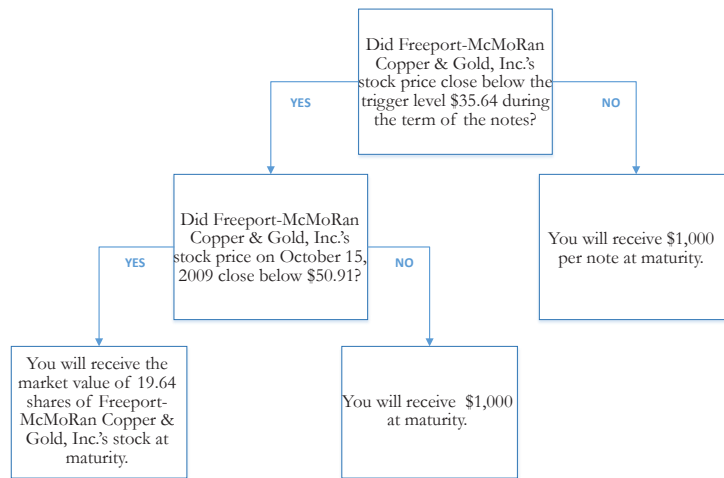 Did Freeport-McMoRan
Copper & Gold, Inc.'s
stock price close below the
trigger level $35.64 during
the term of the notes?
YES
NO
Did Freeport-McMoRan
Copper & Gold, Inc.'s
stock price on October 15,
2009 close below $50.91?
You will receive $1,000
per note at maturity.
YES
NO
You will receive the
market value of 19.64
shares of Freeport-
McMoRan Copper &
Gold, Inc.'s stock at
maturity.
You will receive $1,000
at maturity.